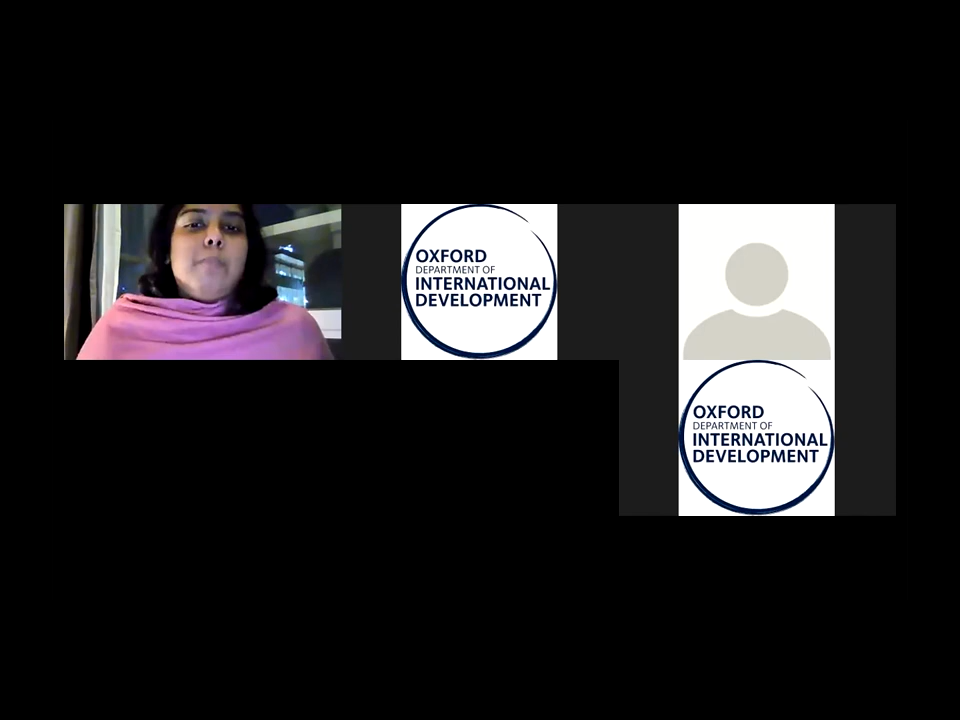 OXFORD
DEPARTMENT OF
INTERNATIONAL
DEVELOPMENT
OXFORD
DEPARTMENT OF
INTERNATIONAL
DEVELOPMENT